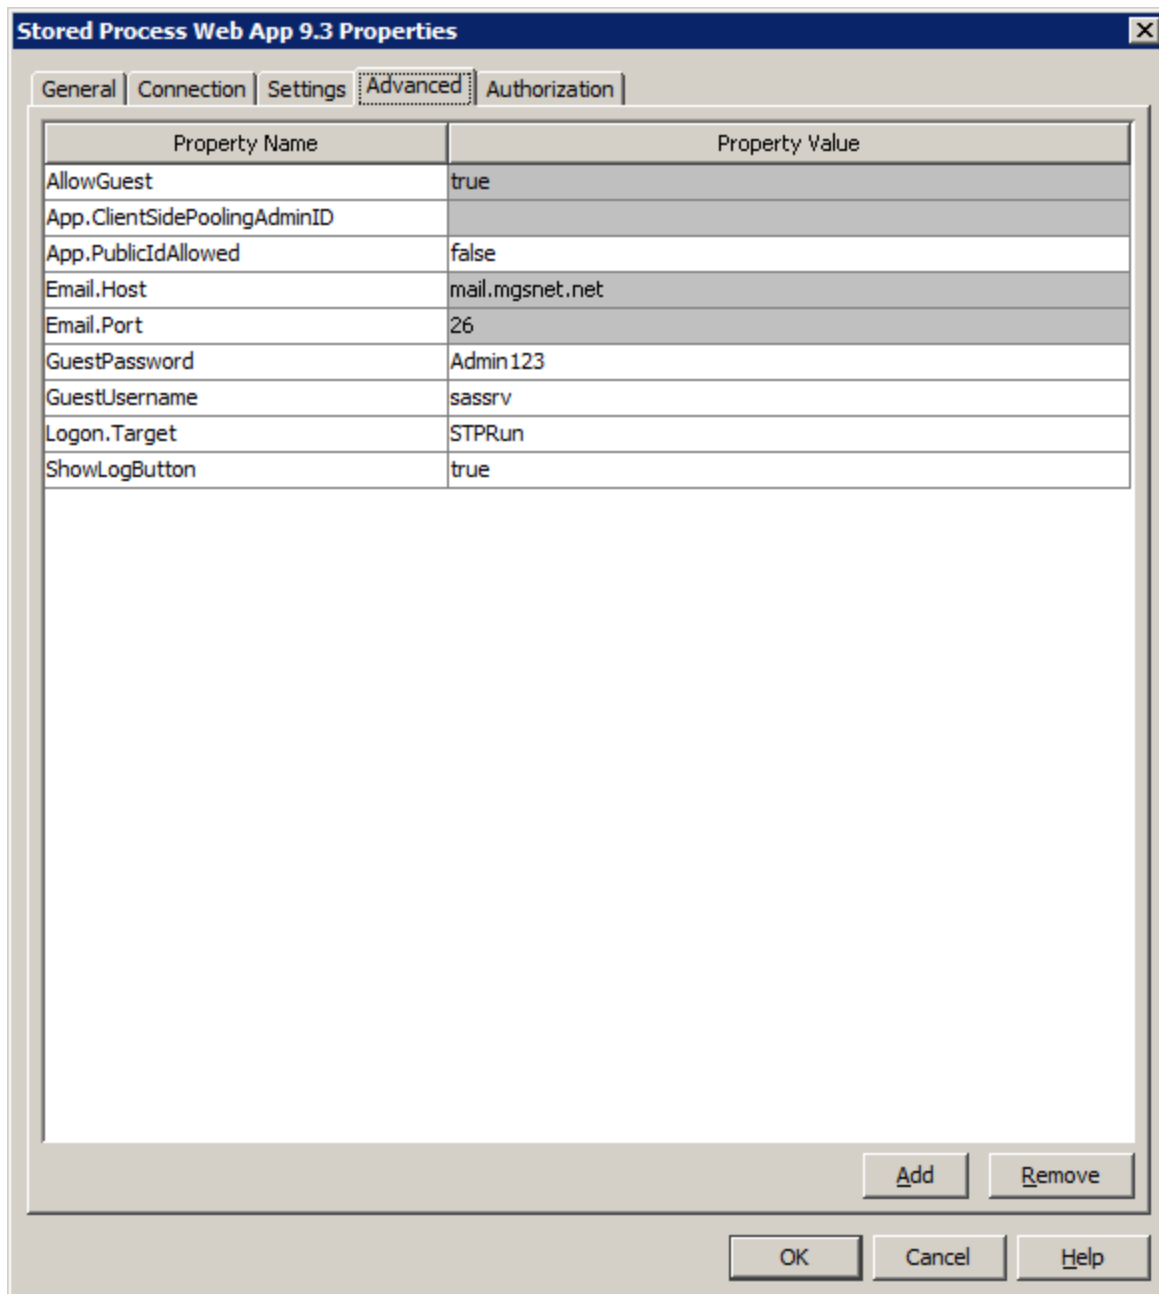 Stored Process Web App 9.3 Properties
General Connection Settings Advanced Authorization
Property Name Property Value
AllowGuest true
App.ClientSidePoolingAdminID
App.PublicIdAllowed false
Email.Host mail.mgsnet.net
Email.Port 26
GuestPassword Admin123
GuestUsername sassrv
Logon.Target STPRun
ShowLogButton true
Add Remove
OK Cancel Help